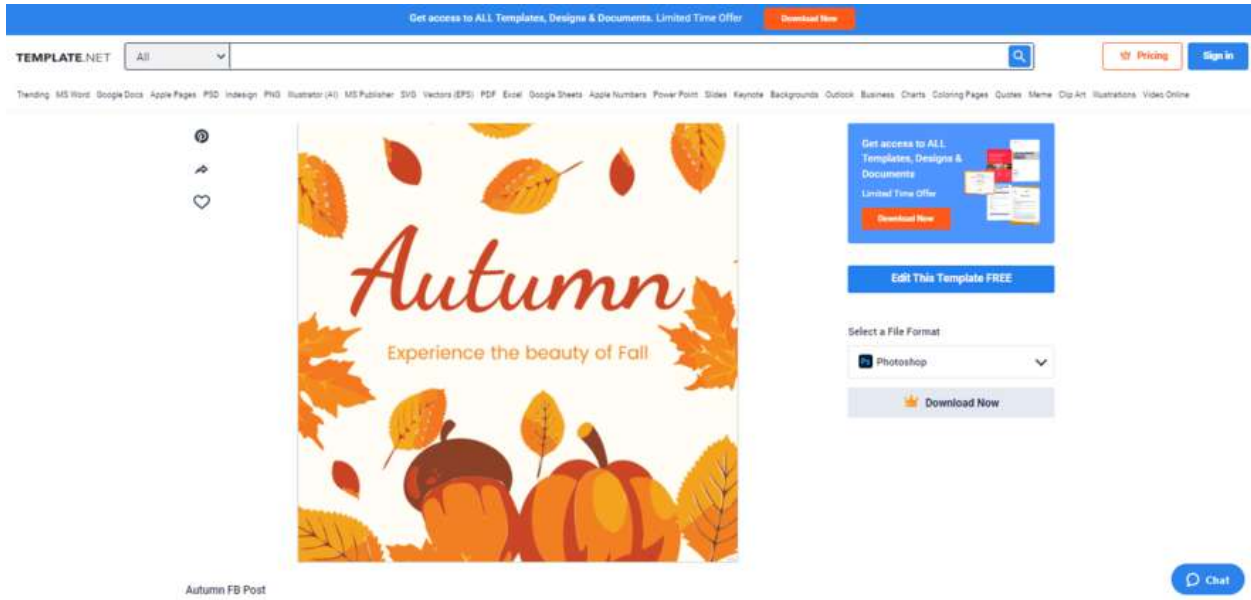 Get access to ALL Templates, Designs & Documents. Limited Time Offer Download Now
TEMPLATE.NET All Pricing Sign in
Trending MS Word Google Docs Apple Pages PSD Indesign PNG Illustrator (AI) MS Publisher SVG Vectors (EPS) PDF Excel Google Sheets Apple Numbers Power Point Slides Keynote Backgrounds Outlook Business Charts Coloring Pages Quotes Meme Clip Art Illustrations Video Online
Autumn
Experience the beauty of Fall
Get access to ALL
Templates, Designs &
Documents
Limited Time Offer
Download Now
Edit This Template FREE
Select a File Format
Ps Photoshop
Download Now
Autumn FB Post
Chat